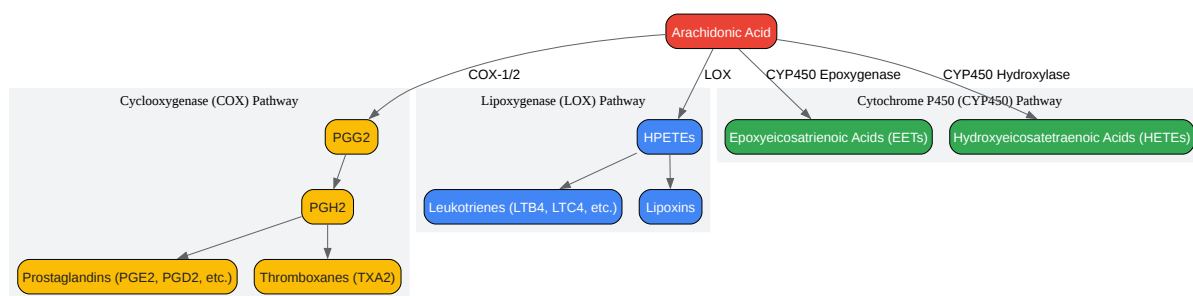 Arachidonic Acid
COX-1/2
LOX
CYP450 Epoxygenase
CYP450 Hydroxylase
Cyclooxygenase (COX) Pathway
Lipoxygenase (LOX) Pathway
Cytochrome P450 (CYP450) Pathway
PGG2
HPETEs
Epoxyeicosatrienoic Acids (EETs)
Hydroxyeicosatetraenoic Acids (HETEs)
PGH2
Leukotrienes (LTB4, LTC4, etc.)
Lipoxins
Prostaglandins (PGE2, PGD2, etc.)
Thromboxanes (TXA2)